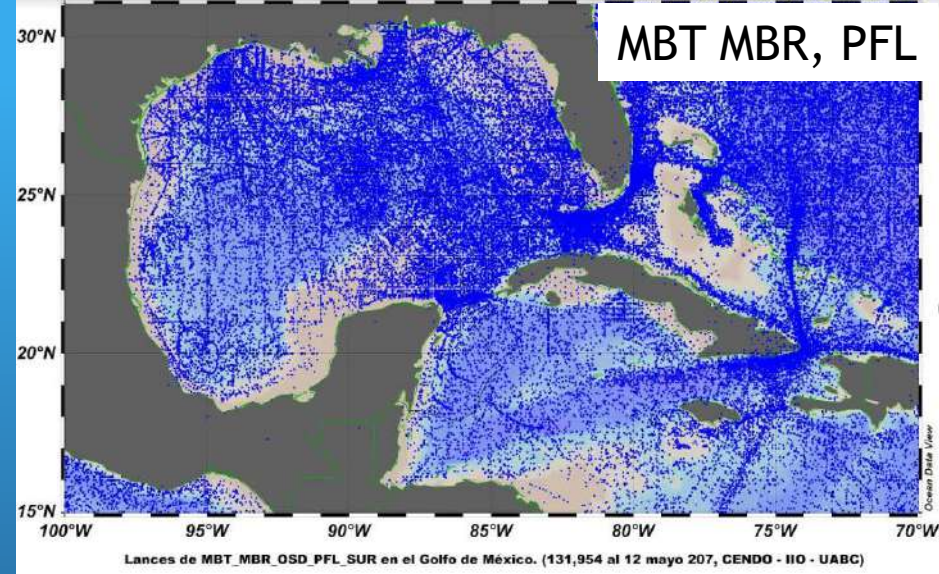 MBT MBR, PFL
30°N
25°N
20°N
15°N
100°W 95°W 90°W 85°W 80°W 75°W 70°W
Ocean Data View
Lances de MBT_MBR_OSD_PFL_SUR en el Golfo de México. (131,954 al 12 mayo 207, CENDO - IIO - UABC)